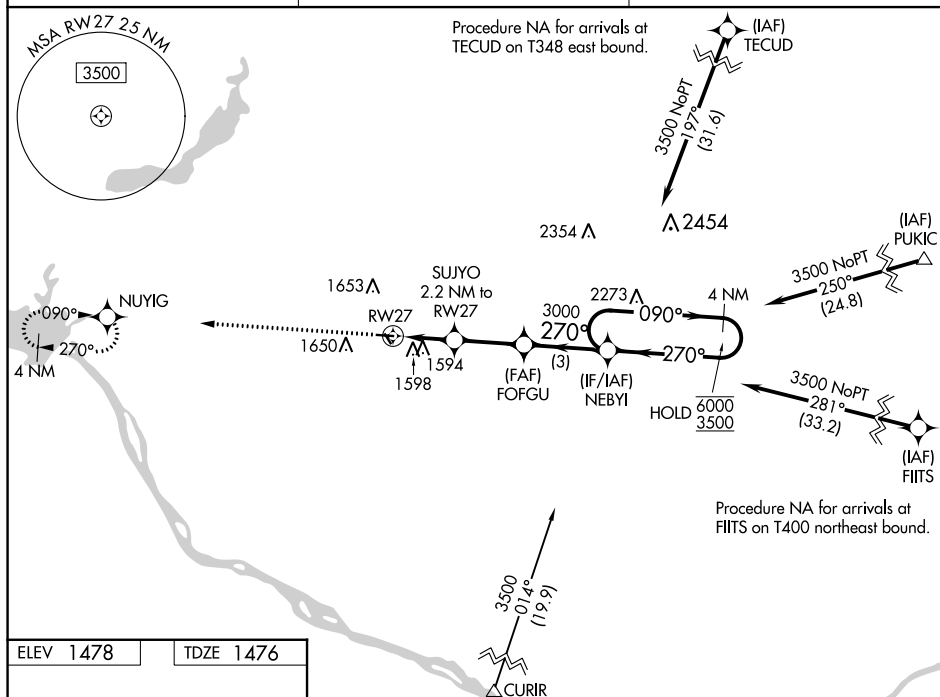 MSA RW27 25 NM
3500
Procedure NA for arrivals at
TECUD on T348 east bound.
(IAF)
TECUD
3500 NoPT
197°
(31.6)
2354
2454
(IAF)
PUKIC
3500 NoPT
250°
(24.8)
NUYIG
090°
270°
4 NM
1653
1650
RW27
1598
1594
SUJYO
2.2 NM to
RW27
(FAF)
FOFGU
3000
270°
(3)
2273
(IF/IAF)
NEBYI
090°
270°
4 NM
HOLD
6000
3500
3500 NoPT
281°
(33.2)
(IAF)
FIITS
Procedure NA for arrivals at
FIITS on T400 northeast bound.
3500
014°
(19.9)
CURIR
ELEV 1478
TDZE 1476